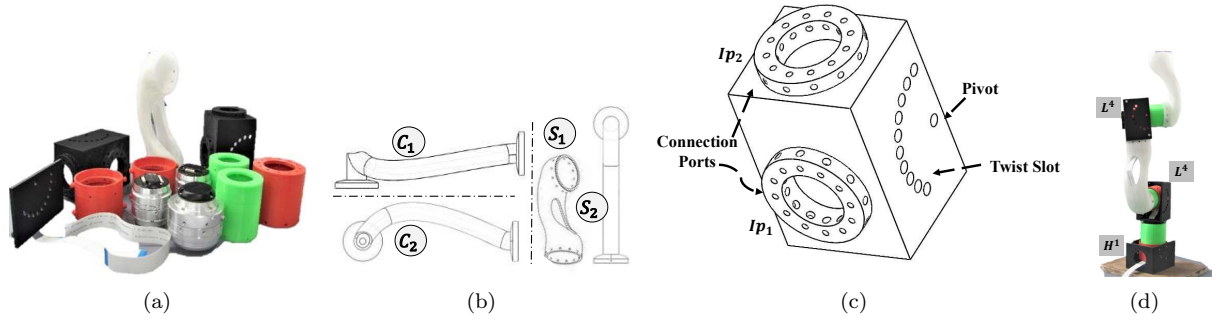 C₁
C₂
S₁
S₂
Ip₂
Connection
Ports
Ip₁
Pivot
Twist Slot
L⁴
L⁴
H¹
(a)
(b)
(c)
(d)